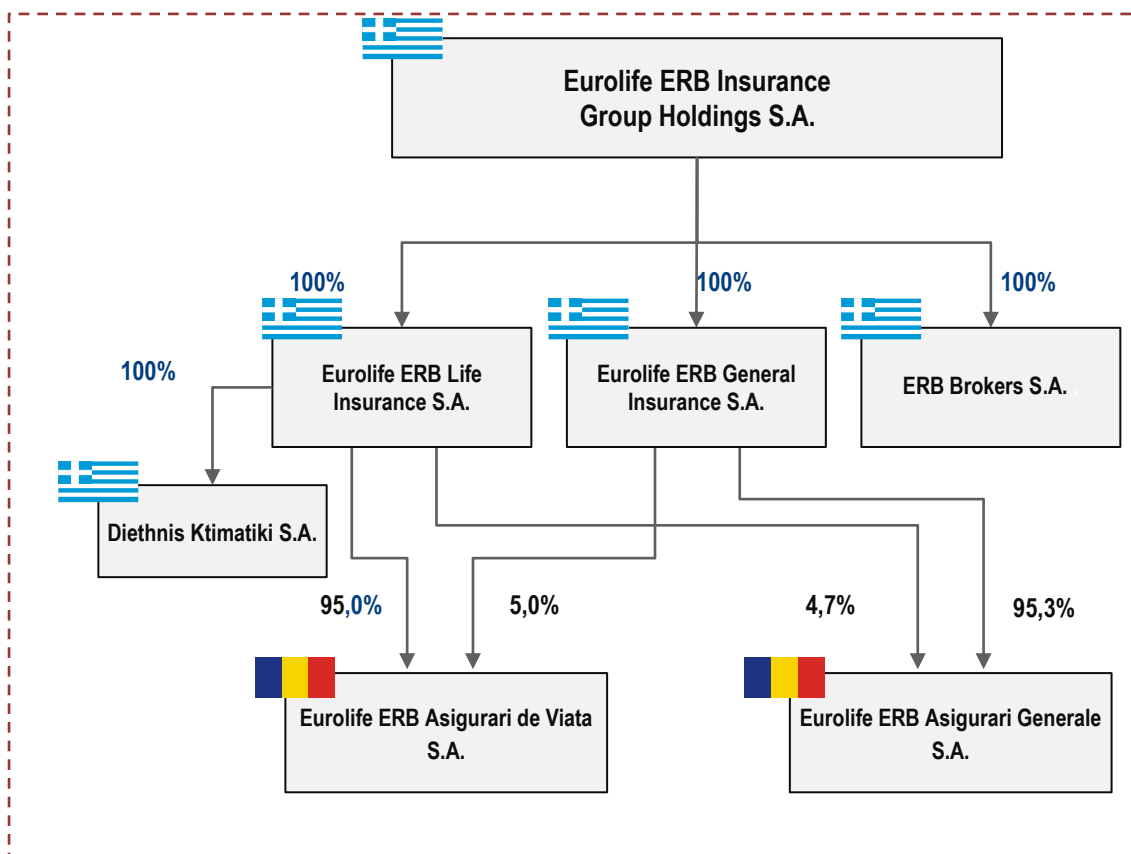 Eurolife ERB Insurance
Group Holdings S.A.
100%
100%
100%
100%
Eurolife ERB Life
Insurance S.A.
Eurolife ERB General
Insurance S.A.
ERB Brokers S.A.
Diethnis Ktimatiki S.A.
95,0%
5,0%
4,7%
95,3%
Eurolife ERB Asigurari de Viata
S.A.
Eurolife ERB Asigurari Generale
S.A.